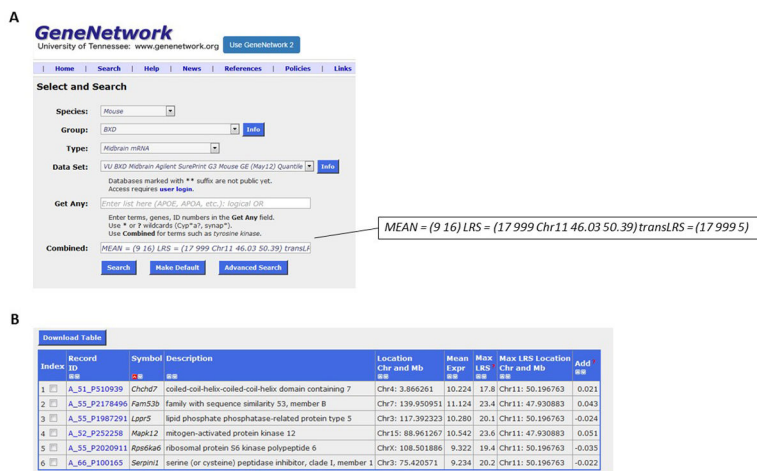 A
GeneNetwork
University of Tennessee: www.genenetwork.org Use GeneNetwork 2
| Home | Search | Help | News | References | Policies | Links
Select and Search
Species: Mouse
Group: BXD Info
Type: Midbrain mRNA
Data Set: VU BXD Midbrain Agilent SurePrint G3 Mouse GE (May12) Quantile Info
Databases marked with ** suffix are not public yet.
Access requires user login.
Get Any: Enter list here (APOE, APOA, etc.): logical OR
Enter terms, genes, ID numbers in the Get Any field.
Use * or ? wildcards (Cyp*a?, synap*).
Use Combined for terms such as tyrosine kinase.
Combined: MEAN = (9 16) LRS = (17 999 Chr11 46.03 50.39) transLR
Search Make Default Advanced Search
MEAN = (9 16) LRS = (17 999 Chr11 46.03 50.39) transLRS = (17 999 5)
B
Download Table
Index Record ID Symbol Description Location Chr and Mb Mean Expr Max LRS ? Max LRS Location Chr and Mb Add ?
1 A_51_P510939 Chchd7 coiled-coil-helix-coiled-coil-helix domain containing 7 Chr4: 3.866261 10.224 17.8 Chr11: 50.196763 0.021
2 A_55_P2178496 Fam53b family with sequence similarity 53, member B Chr7: 139.950951 11.124 23.4 Chr11: 47.930883 0.043
3 A_55_P1987291 Lppr5 lipid phosphate phosphatase-related protein type 5 Chr3: 117.392323 10.280 20.1 Chr11: 50.196763 -0.024
4 A_52_P252258 Mapk12 mitogen-activated protein kinase 12 Chr15: 88.961267 10.542 23.6 Chr11: 47.930883 0.051
5 A_55_P2020911 Rps6ka6 ribosomal protein S6 kinase polypeptide 6 ChrX: 108.501886 9.322 19.4 Chr11: 50.196763 -0.035
6 A_66_P100165 Serpini1 serine (or cysteine) peptidase inhibitor, clade I, member 1 Chr3: 75.420571 9.234 20.2 Chr11: 50.196763 -0.022